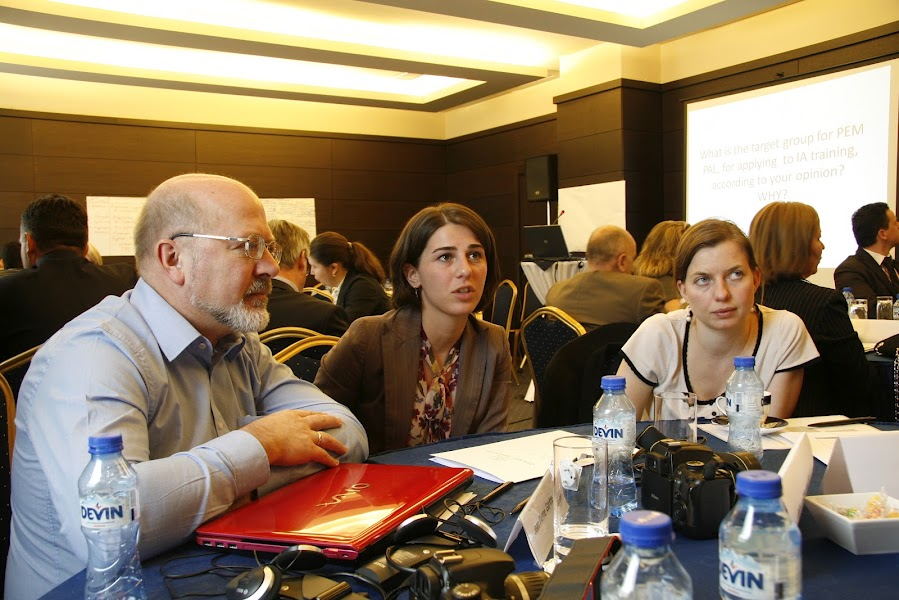 What is the target group for PEM
PAL, for applying to IA training,
according to your opinion?
WHY?
VAIO
DEVIN
DEVIN
DEVIN
DEVIN